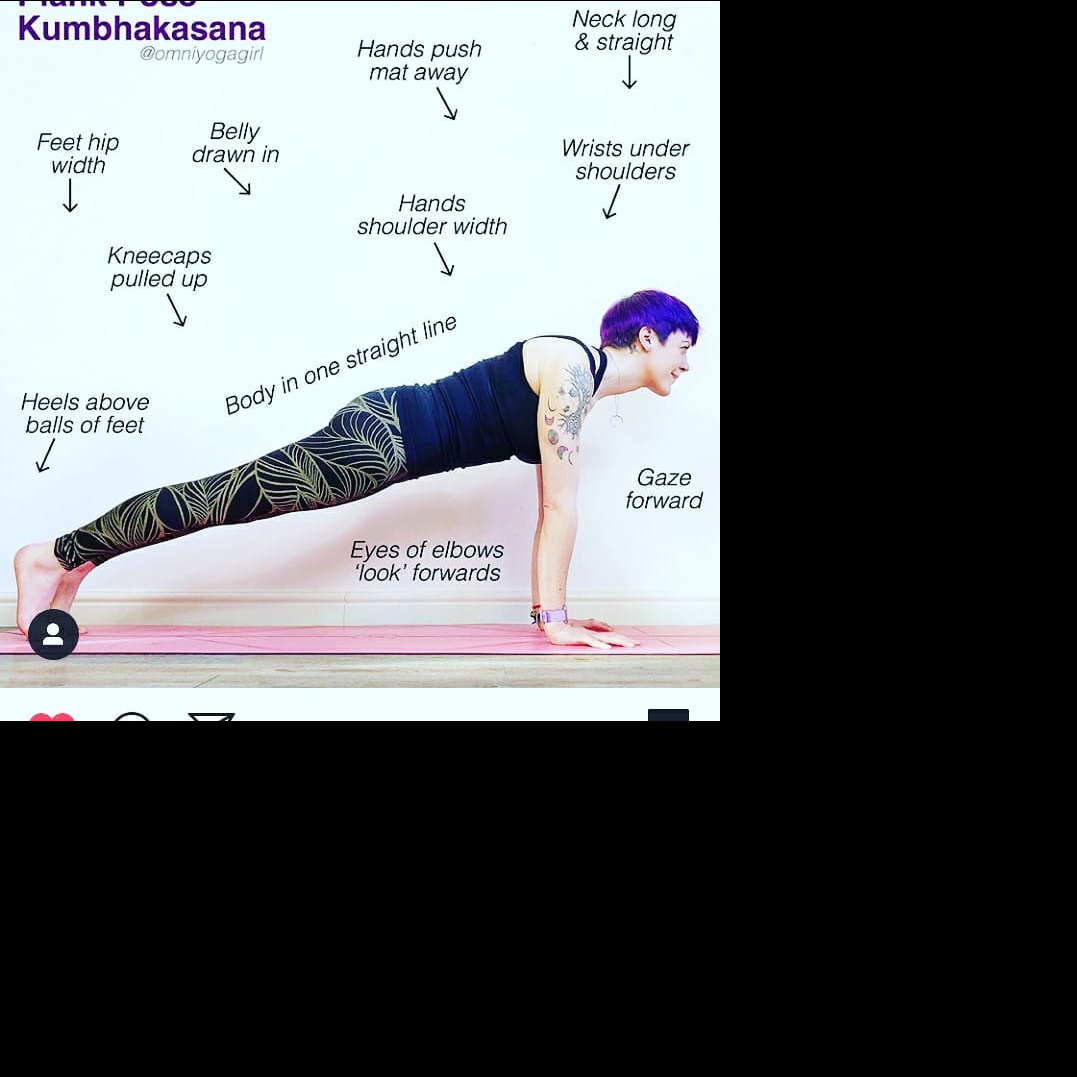 Kumbhakasana
@omniyogagirl
Neck long
& straight
Hands push
mat away
Feet hip
width
Belly
drawn in
Wrists under
shoulders
Hands
shoulder width
Kneecaps
pulled up
Body in one straight line
Heels above
balls of feet
Gaze
forward
Eyes of elbows
‘look’ forwards